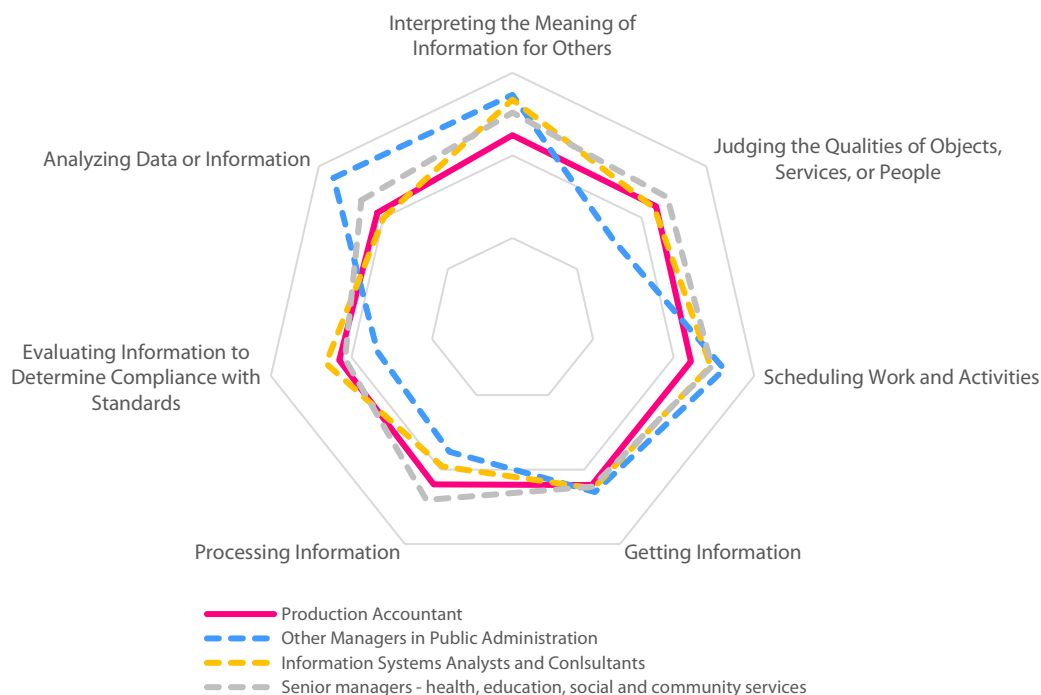 Interpreting the Meaning of
Information for Others
Analyzing Data or Information
Judging the Qualities of Objects,
Services, or People
Evaluating Information to
Determine Compliance with
Standards
Scheduling Work and Activities
Processing Information
Getting Information
Production Accountant
Other Managers in Public Administration
Information Systems Analysts and Conlsultants
Senior managers - health, education, social and community services